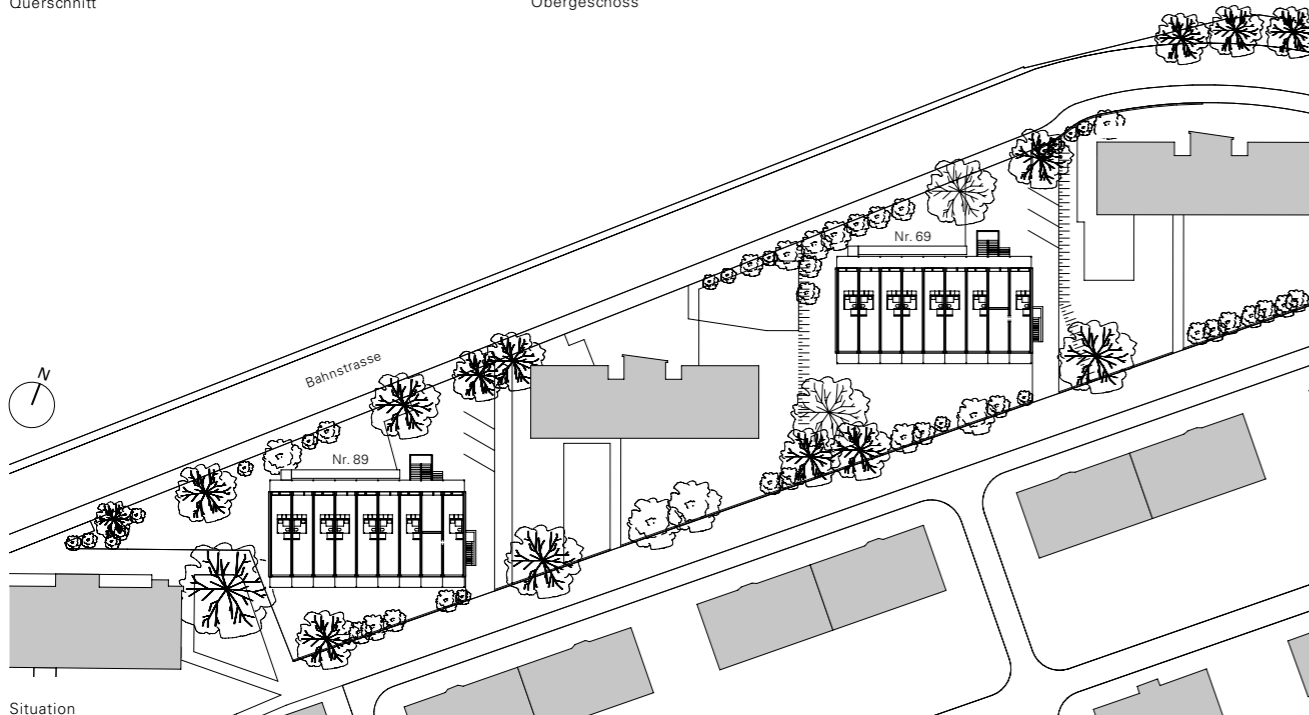 Querschnitt
Obergeschoss
Nr. 69
Bahnstrasse
N
Nr. 89
Situation